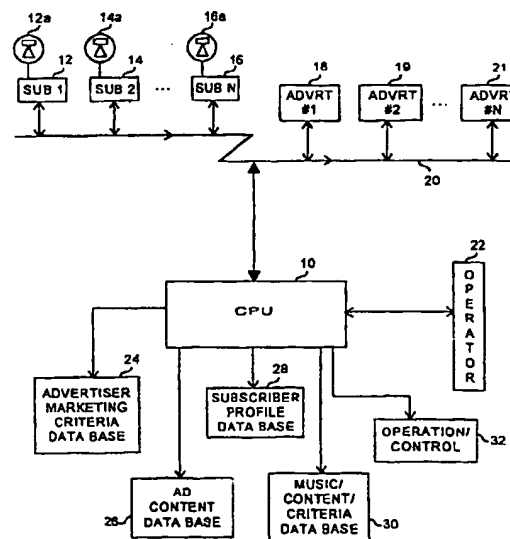 12a 14a 16a
12 14 16 18 19 21
SUB 1 SUB 2 ... SUB N
ADVRT #1 ADVRT #2 ... ADVRT #N
20
10
CPU
22
OPERATOR
24
ADVERTISER
MARKETING
CRITERIA
DATA BASE
28
SUBSCRIBER
PROFILE
DATA BASE
OPERATION/
CONTROL
32
AD
CONTENT
DATA BASE
26
MUSIC/
CONTENT/
CRITERIA
DATA BASE
30